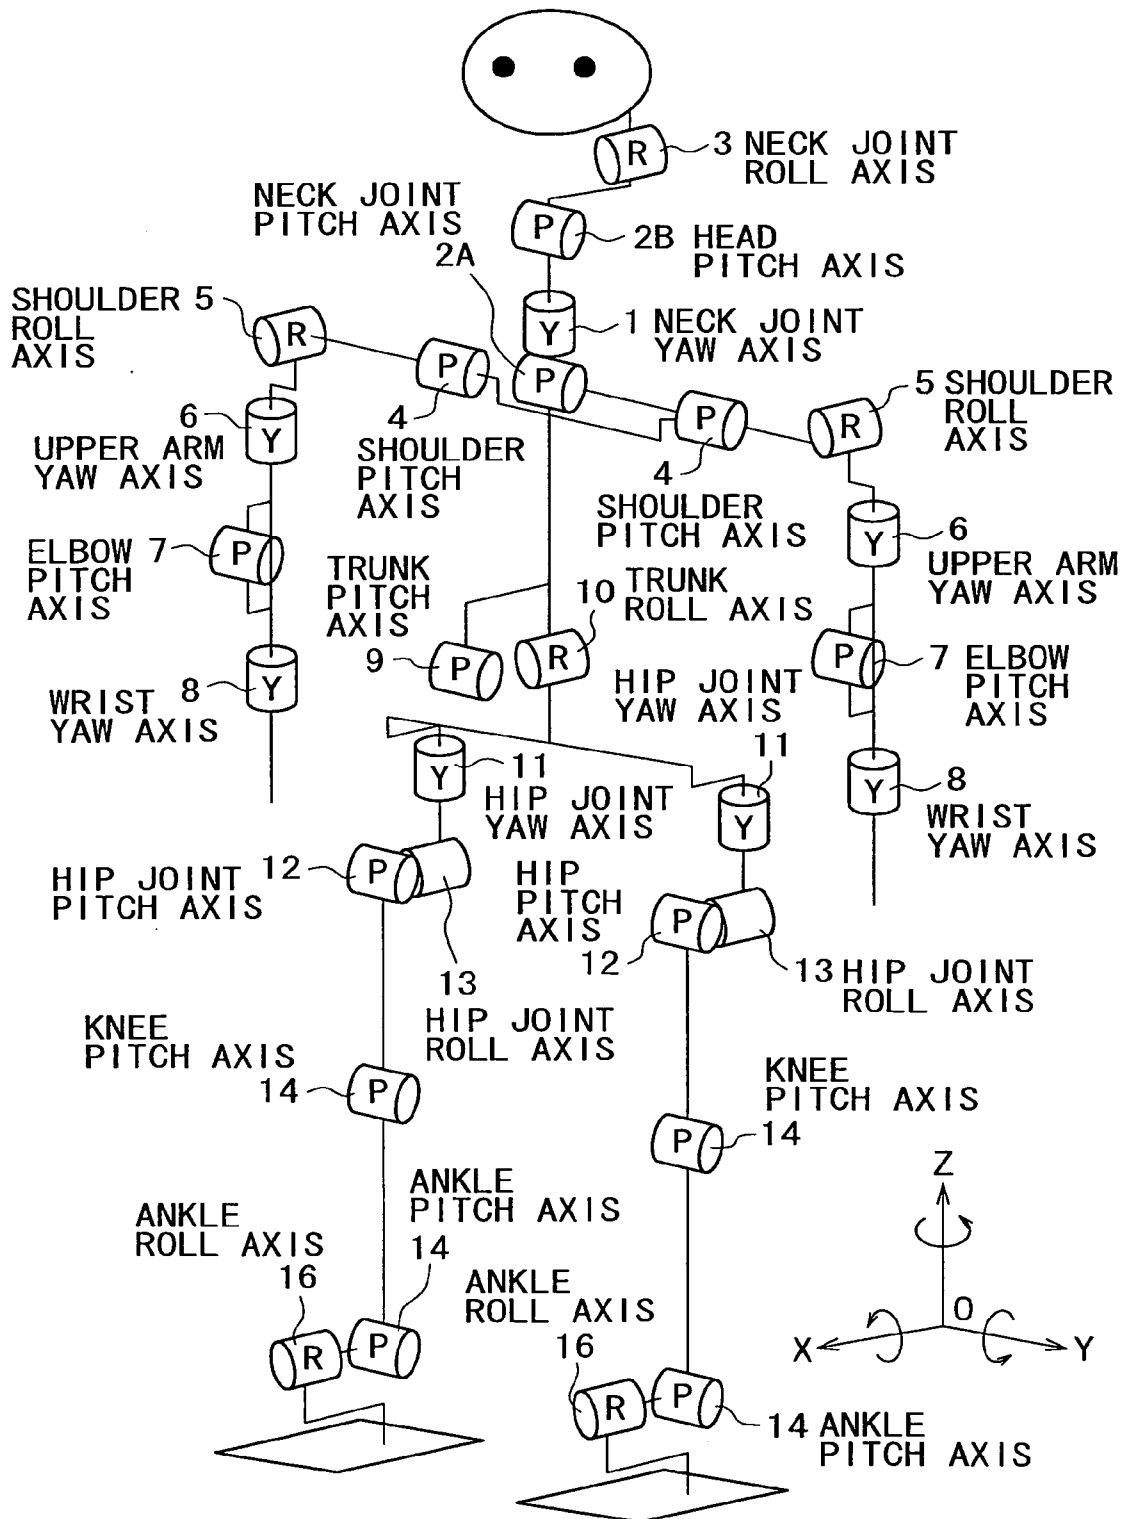 R
3 NECK JOINT
ROLL AXIS
NECK JOINT
PITCH AXIS
2A
P
2B HEAD
PITCH AXIS
SHOULDER 5
ROLL
AXIS
R
Y
1 NECK JOINT
YAW AXIS
P
P
4
SHOULDER
PITCH
AXIS
P
4
SHOULDER
PITCH AXIS
R
5 SHOULDER
ROLL
AXIS
6
UPPER ARM
YAW AXIS
Y
Y
6
UPPER ARM
YAW AXIS
ELBOW 7
PITCH
AXIS
P
TRUNK
PITCH
AXIS
9
P
10 TRUNK
ROLL AXIS
R
P
7 ELBOW
PITCH
AXIS
8
WRIST
YAW AXIS
Y
HIP JOINT
YAW AXIS
11
Y
11
HIP JOINT
YAW AXIS
Y
Y
8
WRIST
YAW AXIS
12
HIP JOINT
PITCH AXIS
P
13
HIP JOINT
ROLL AXIS
HIP
PITCH
AXIS
12
P
13 HIP JOINT
ROLL AXIS
KNEE
PITCH AXIS
14
P
KNEE
PITCH AXIS
14
P
ANKLE
ROLL AXIS
16
R
ANKLE
PITCH AXIS
14
P
ANKLE
ROLL AXIS
16
R
P
14 ANKLE
PITCH AXIS
Z
O
X
Y